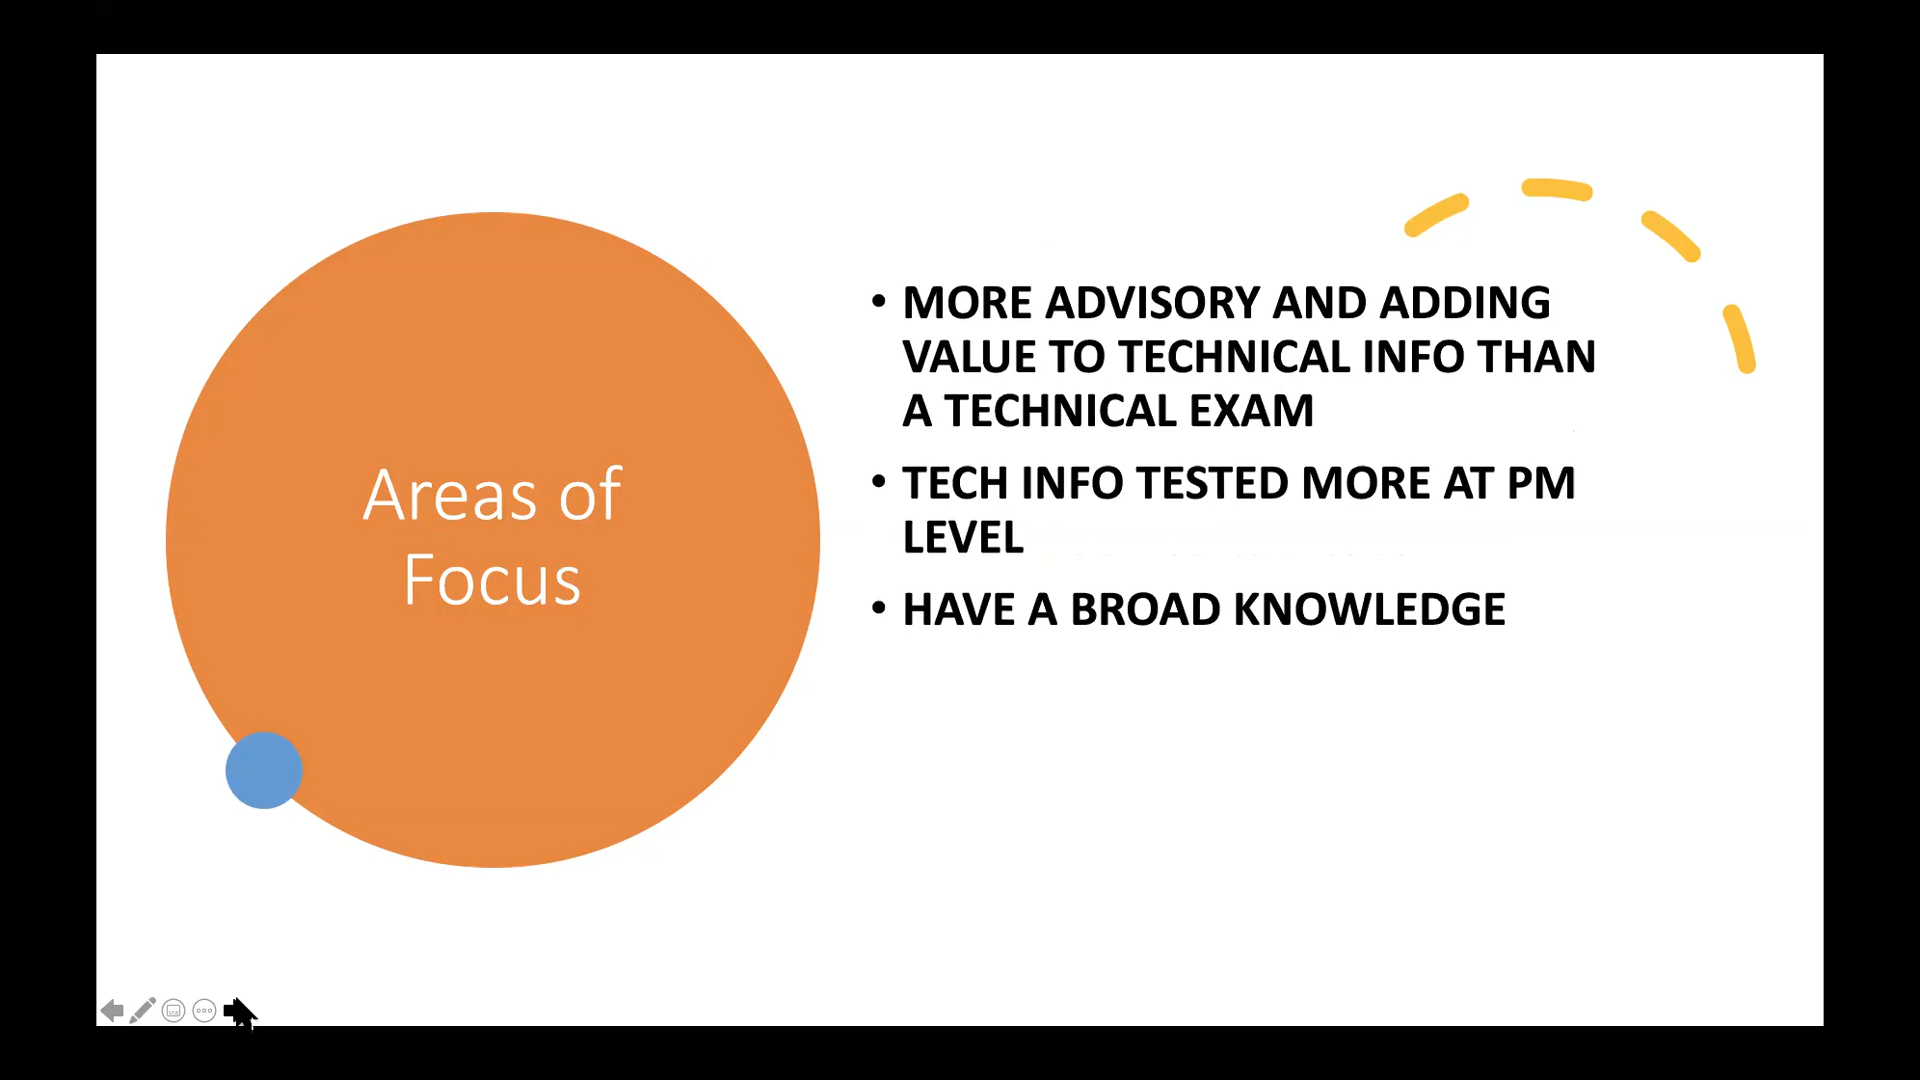 Areas of
Focus
• MORE ADVISORY AND ADDING
VALUE TO TECHNICAL INFO THAN
A TECHNICAL EXAM
• TECH INFO TESTED MORE AT PM
LEVEL
• HAVE A BROAD KNOWLEDGE